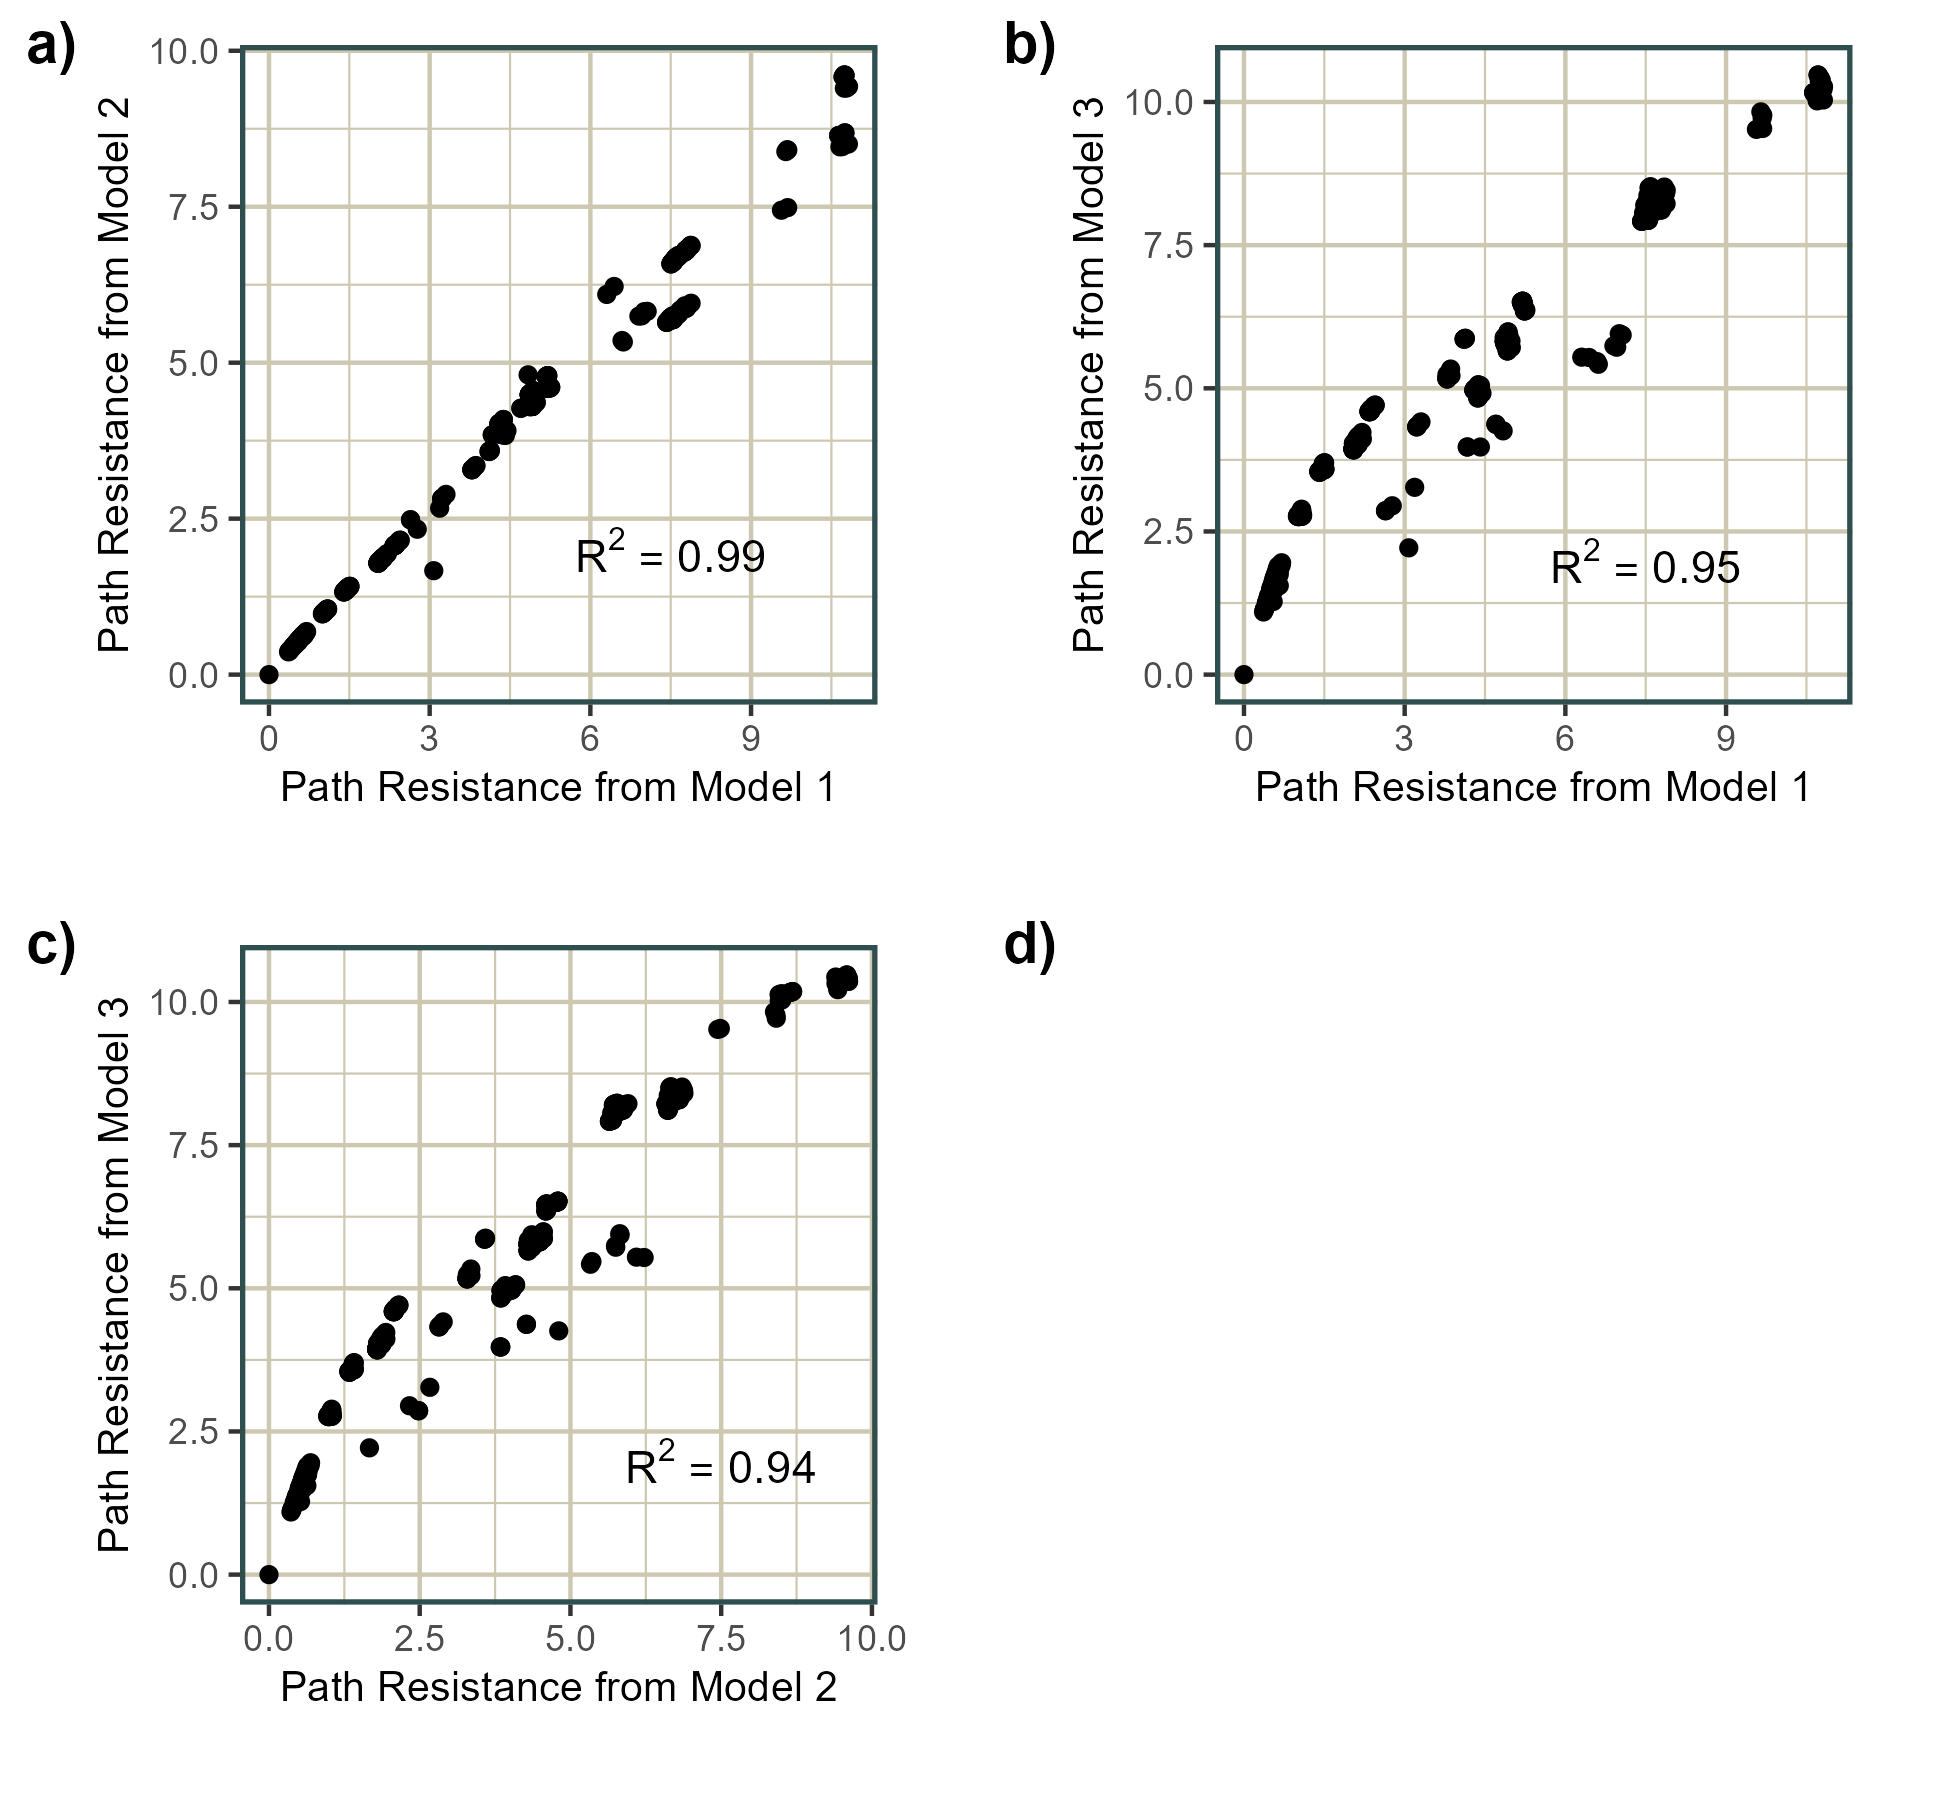 a)
Path Resistance from Model 2
10.0
7.5
5.0
2.5
0.0
R² = 0.99
0 3 6 9
Path Resistance from Model 1
b)
Path Resistance from Model 3
10.0
7.5
5.0
2.5
0.0
R² = 0.95
0 3 6 9
Path Resistance from Model 1
c)
Path Resistance from Model 3
10.0
7.5
5.0
2.5
0.0
R² = 0.94
0.0 2.5 5.0 7.5 10.0
Path Resistance from Model 2
d)